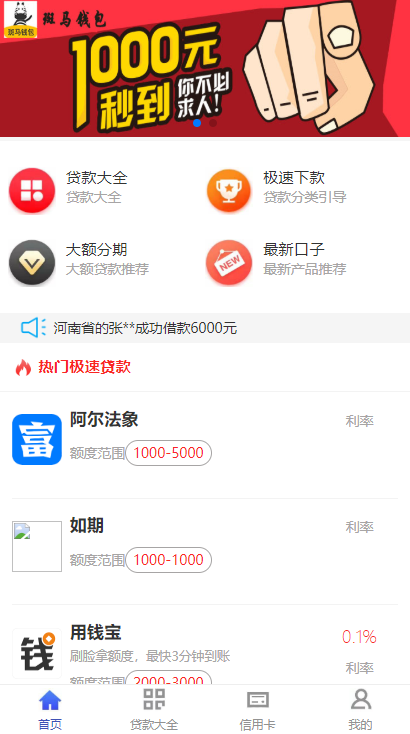 斑马钱包
斑马钱包
1000元
秒到
你不必
求人!
贷款大全
贷款大全
极速下款
贷款分类引导
大额分期
大额贷款推荐
NEW
最新口子
最新产品推荐
河南省的张**成功借款6000元
热门极速贷款
富
阿尔法象
利率
额度范围 1000-5000
如期
利率
额度范围 1000-1000
钱
用钱宝
0.1%
刷脸拿额度，最快3分钟到账
利率
额度范围 2000-3000
首页
贷款大全
信用卡
我的